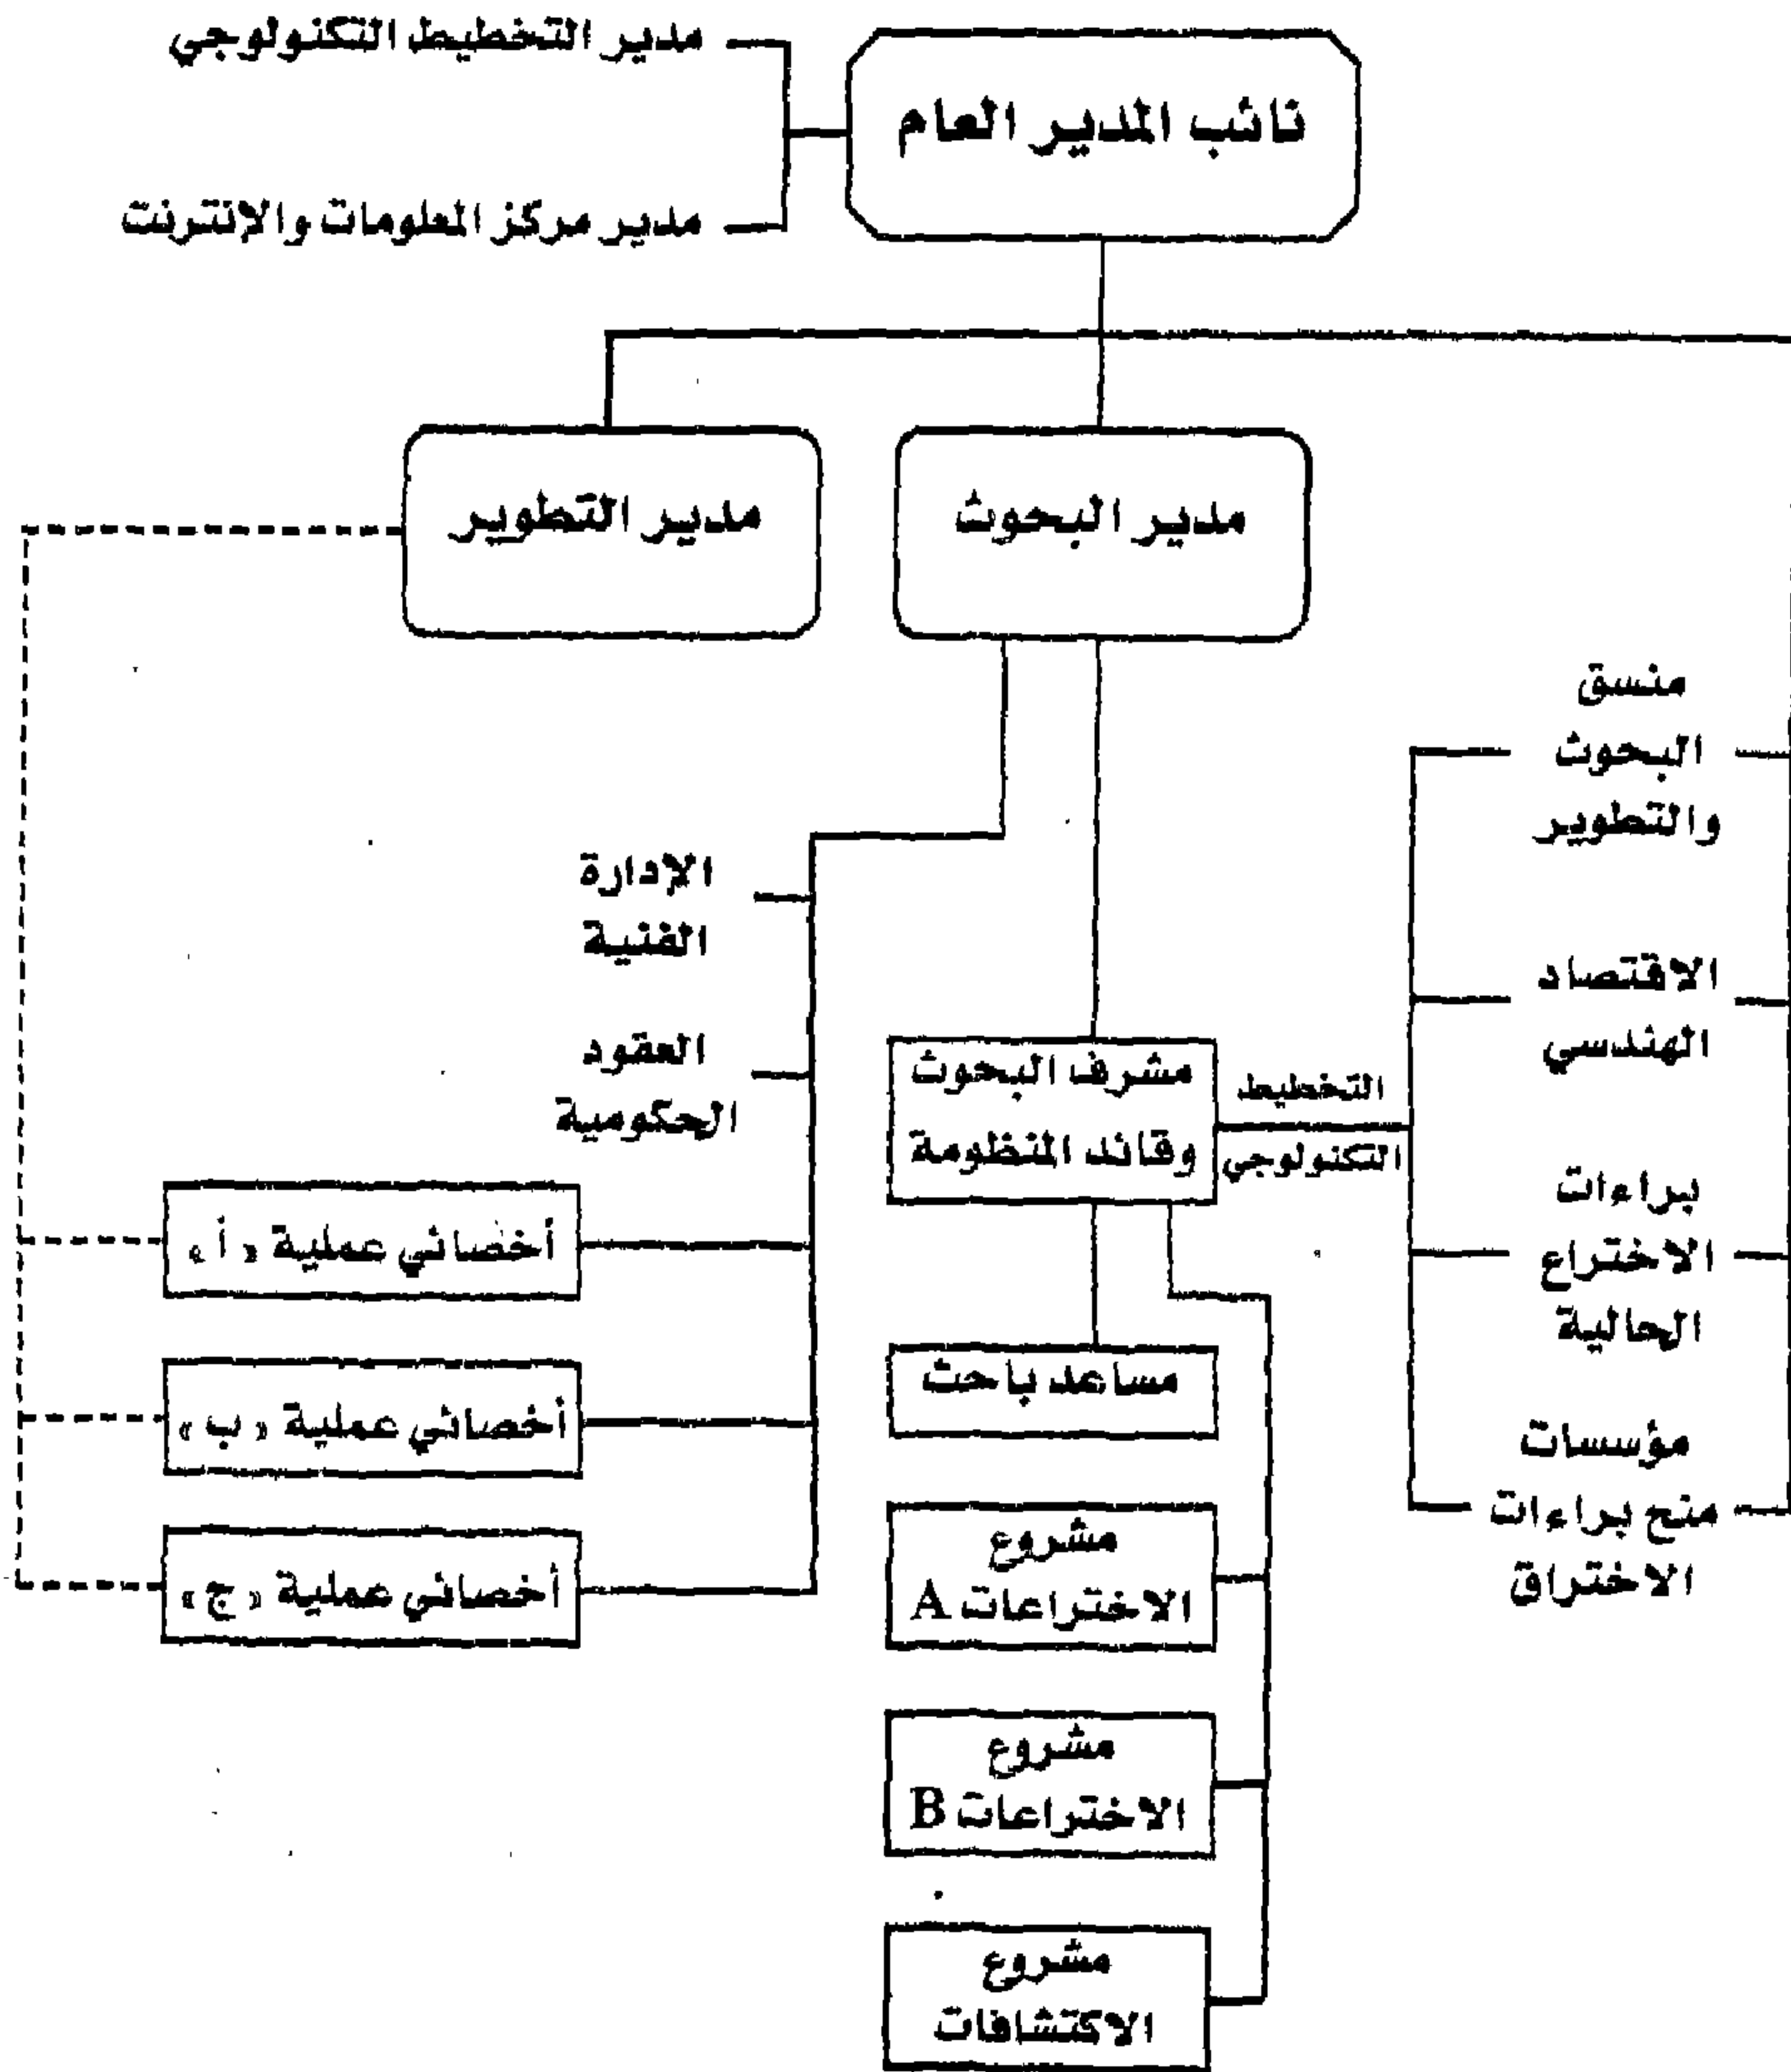 نائب المدير العام
مدير التخطيط التكنولوجي
مدير مركز المعلومات والإنترنت
مدير البحوث
مدير التطوير
منسق
البحوث
والتطوير
الاقتصاد
الهندسي
براءات
الاختراع
الحالية
مؤسسات
منح براءات
الاختراق
التخطيط
التكنولوجي
مشرف البحوث
وقائد المنظومة
مساعد باحث
مشروع
الاختراعات A
مشروع
الاختراعات B
مشروع
الاكتشافات
الإدارة
الفنية
العقود
الحكومية
أخصائي عملية «أ»
أخصائي عملية «ب»
أخصائي عملية «ج»